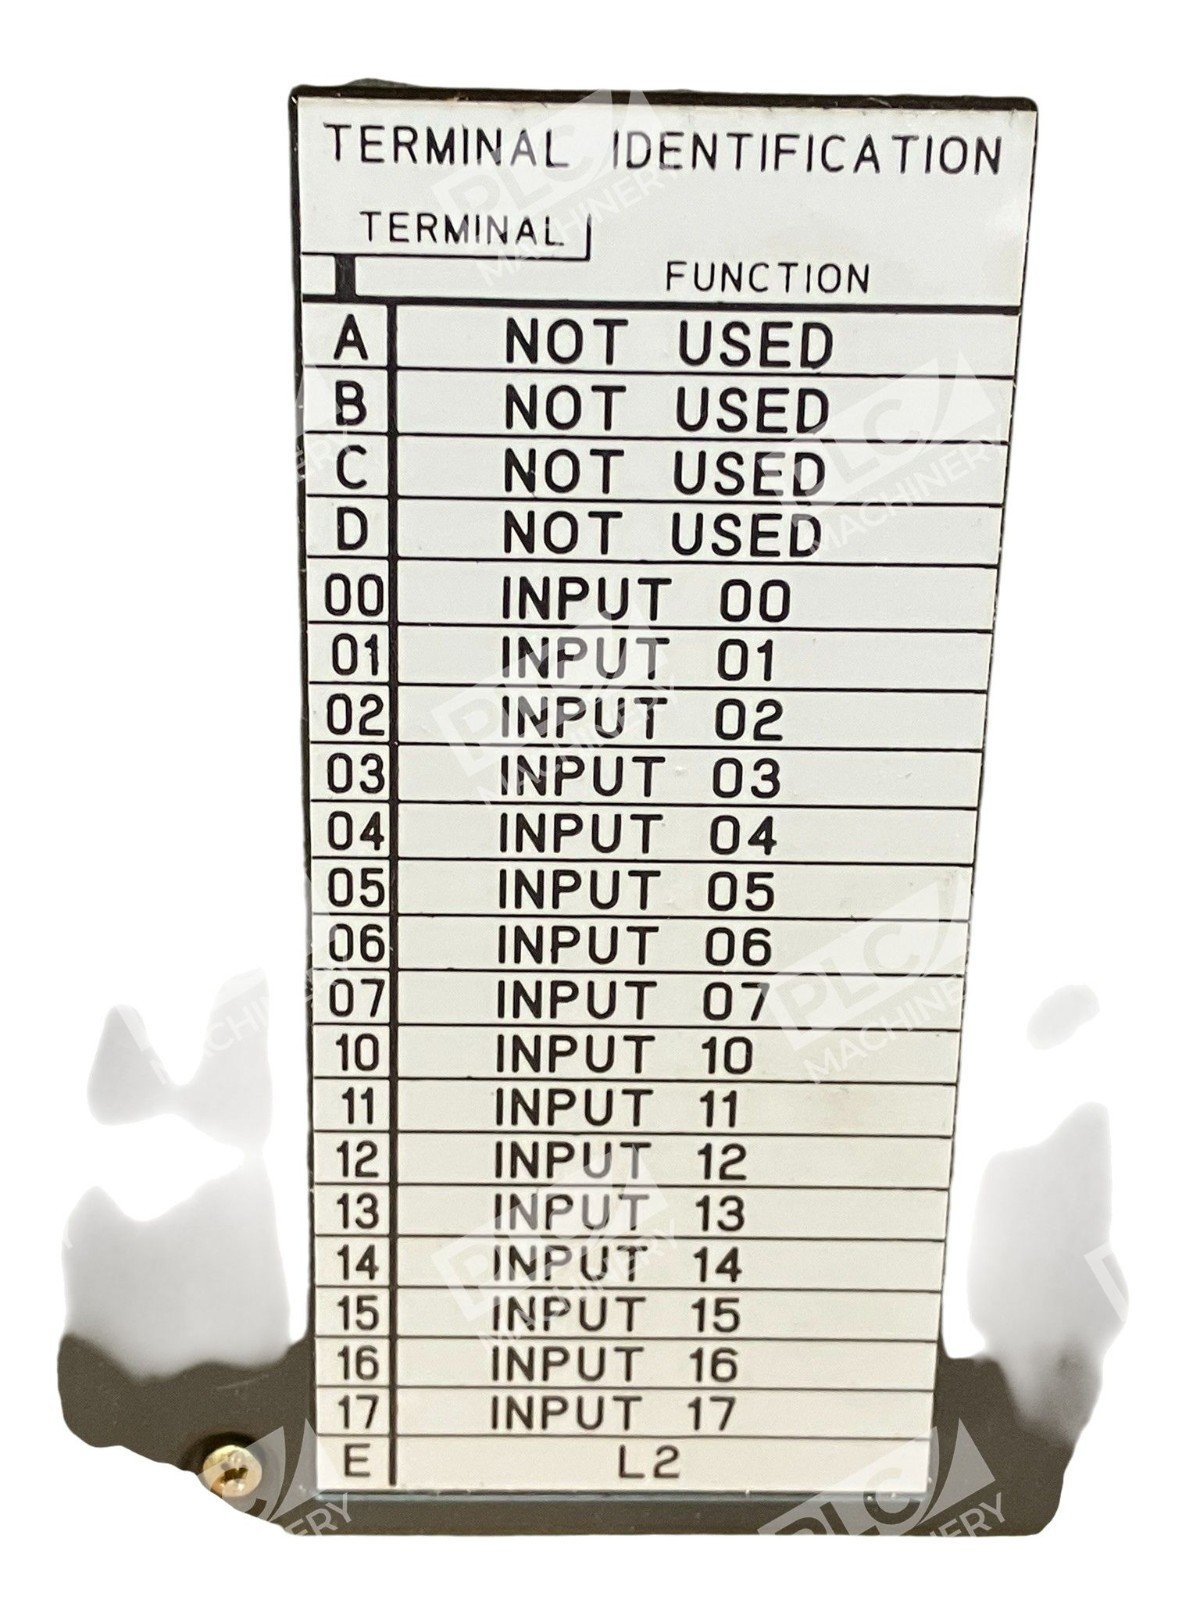 TERMINAL IDENTIFICATION
TERMINAL
FUNCTION
A NOT USED
B NOT USED
C NOT USED
D NOT USED
00 INPUT 00
01 INPUT 01
02 INPUT 02
03 INPUT 03
04 INPUT 04
05 INPUT 05
06 INPUT 06
07 INPUT 07
10 INPUT 10
11 INPUT 11
12 INPUT 12
13 INPUT 13
14 INPUT 14
15 INPUT 15
16 INPUT 16
17 INPUT 17
E L2
PLC
MACHINERY